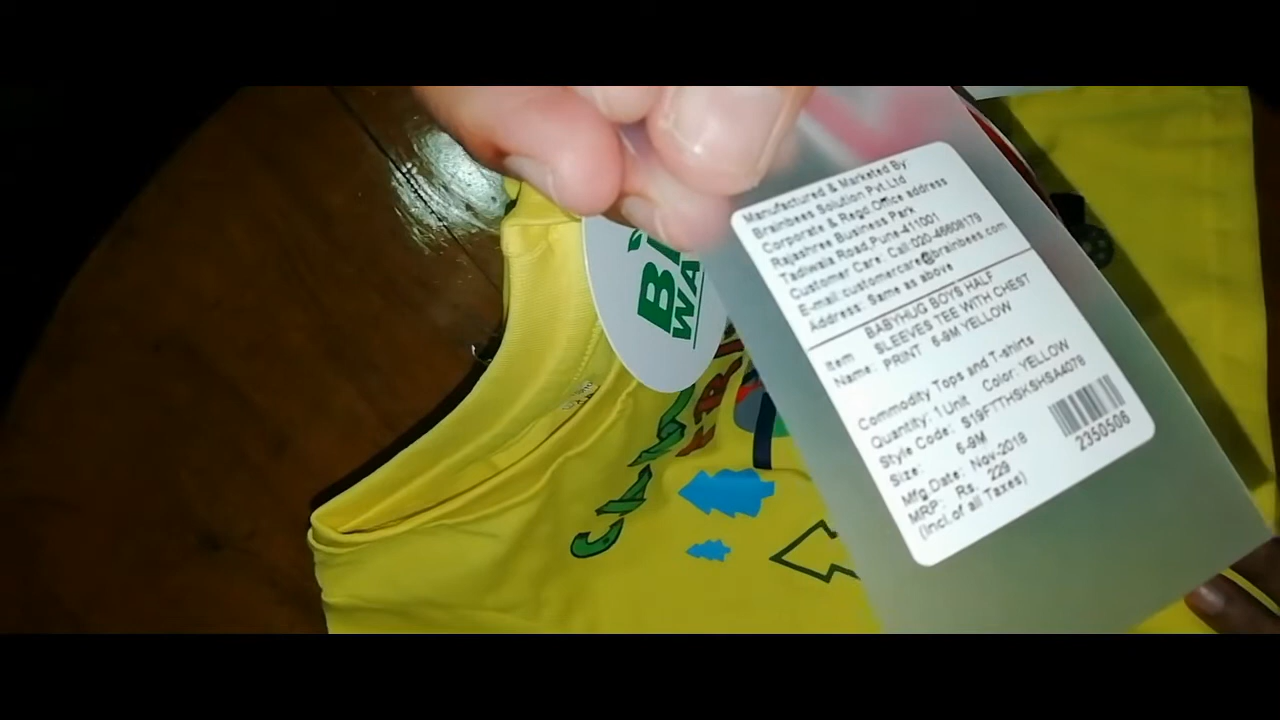 Manufactured & Marketed By:
Brainbees Solution Pvt.Ltd
Corporate & Regd.Office address
Rajashree Business Park
Tadiwala Road,Pune-411001
Customer Care: Call:020-46608179
E-mail:customercare@brainbees.com
Address: Same as above
Item Name: BABYHUG BOYS HALF
SLEEVES TEE WITH CHEST
PRINT 6-9M YELLOW
Commodity Tops and T-shirts
Quantity: 1 Unit Color: YELLOW
Style Code: S19FTTHSKSHSA4078
Size: 6-9M
Mfg.Date: Nov-2018
MRP: Rs. 229
(Incl.of all Taxes)
2350506
BI
WA